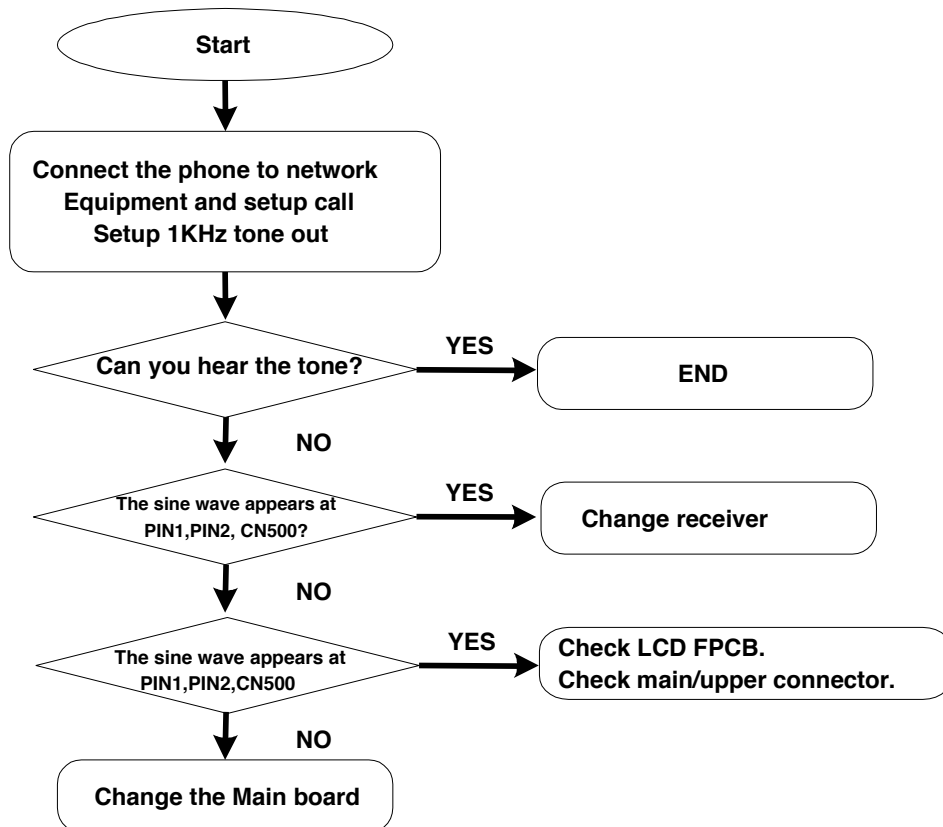 Start
Connect the phone to network
Equipment and setup call
Setup 1KHz tone out
Can you hear the tone?
YES
END
NO
The sine wave appears at
PIN1,PIN2, CN500?
YES
Change receiver
NO
The sine wave appears at
PIN1,PIN2,CN500
YES
Check LCD FPCB.
Check main/upper connector.
NO
Change the Main board